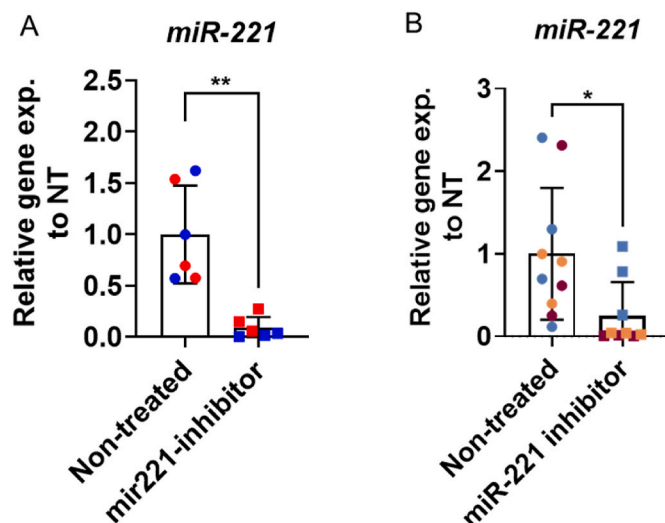 A
miR-221
Relative gene exp.
to NT
2.5
2.0
1.5
1.0
0.5
0.0
**
Non-treated
mir221-inhibitor
B
miR-221
Relative gene exp.
to NT
3
2
1
0
*
Non-treated
miR-221 inhibitor